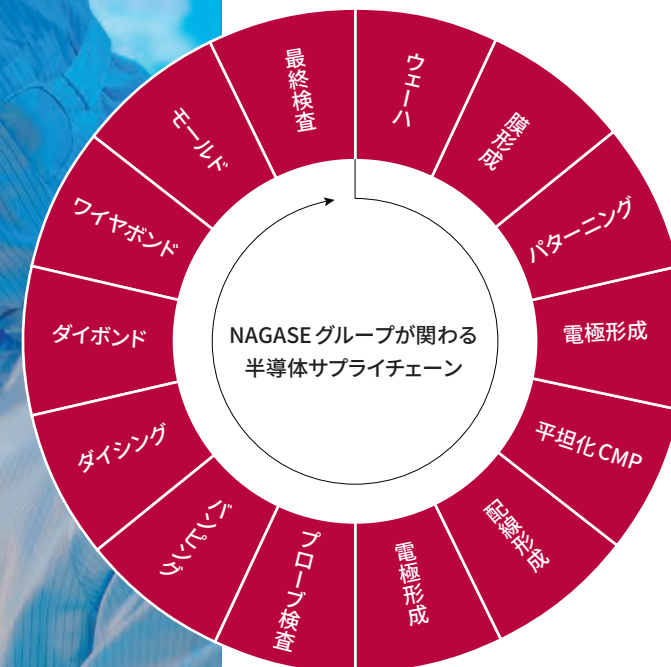 NAGASE グループが関わる
半導体サプライチェーン
ウェーハ
膜形成
パターニング
電極形成
平坦化 CMP
配線形成
電極形成
プローブ検査
バンピング
ダイシング
ダイボンド
ワイヤボンド
モールド
最終検査